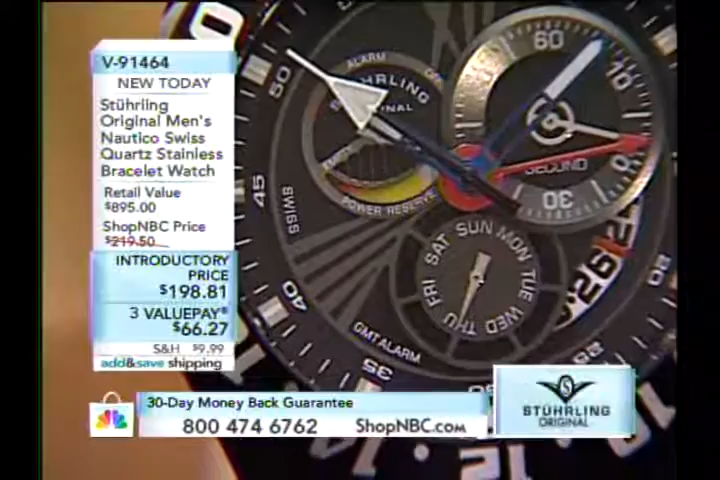 V-91464
NEW TODAY
Stührling
Original Men's
Nautico Swiss
Quartz Stainless
Bracelet Watch
Retail Value
$895.00
ShopNBC Price
$219.50
INTRODUCTORY
PRICE
$198.81
3 VALUEPAY®
$66.27
S&H $9.99
add&save shipping
30-Day Money Back Guarantee
800 474 6762 ShopNBC.com
S
STÜHRLING
ORIGINAL
ALARM
50
45
40
35
SWISS
POWER RESERVE
GMT ALARM
60
10
30
SECOND
SUN MON TUE WED THU FRI SAT
26
20